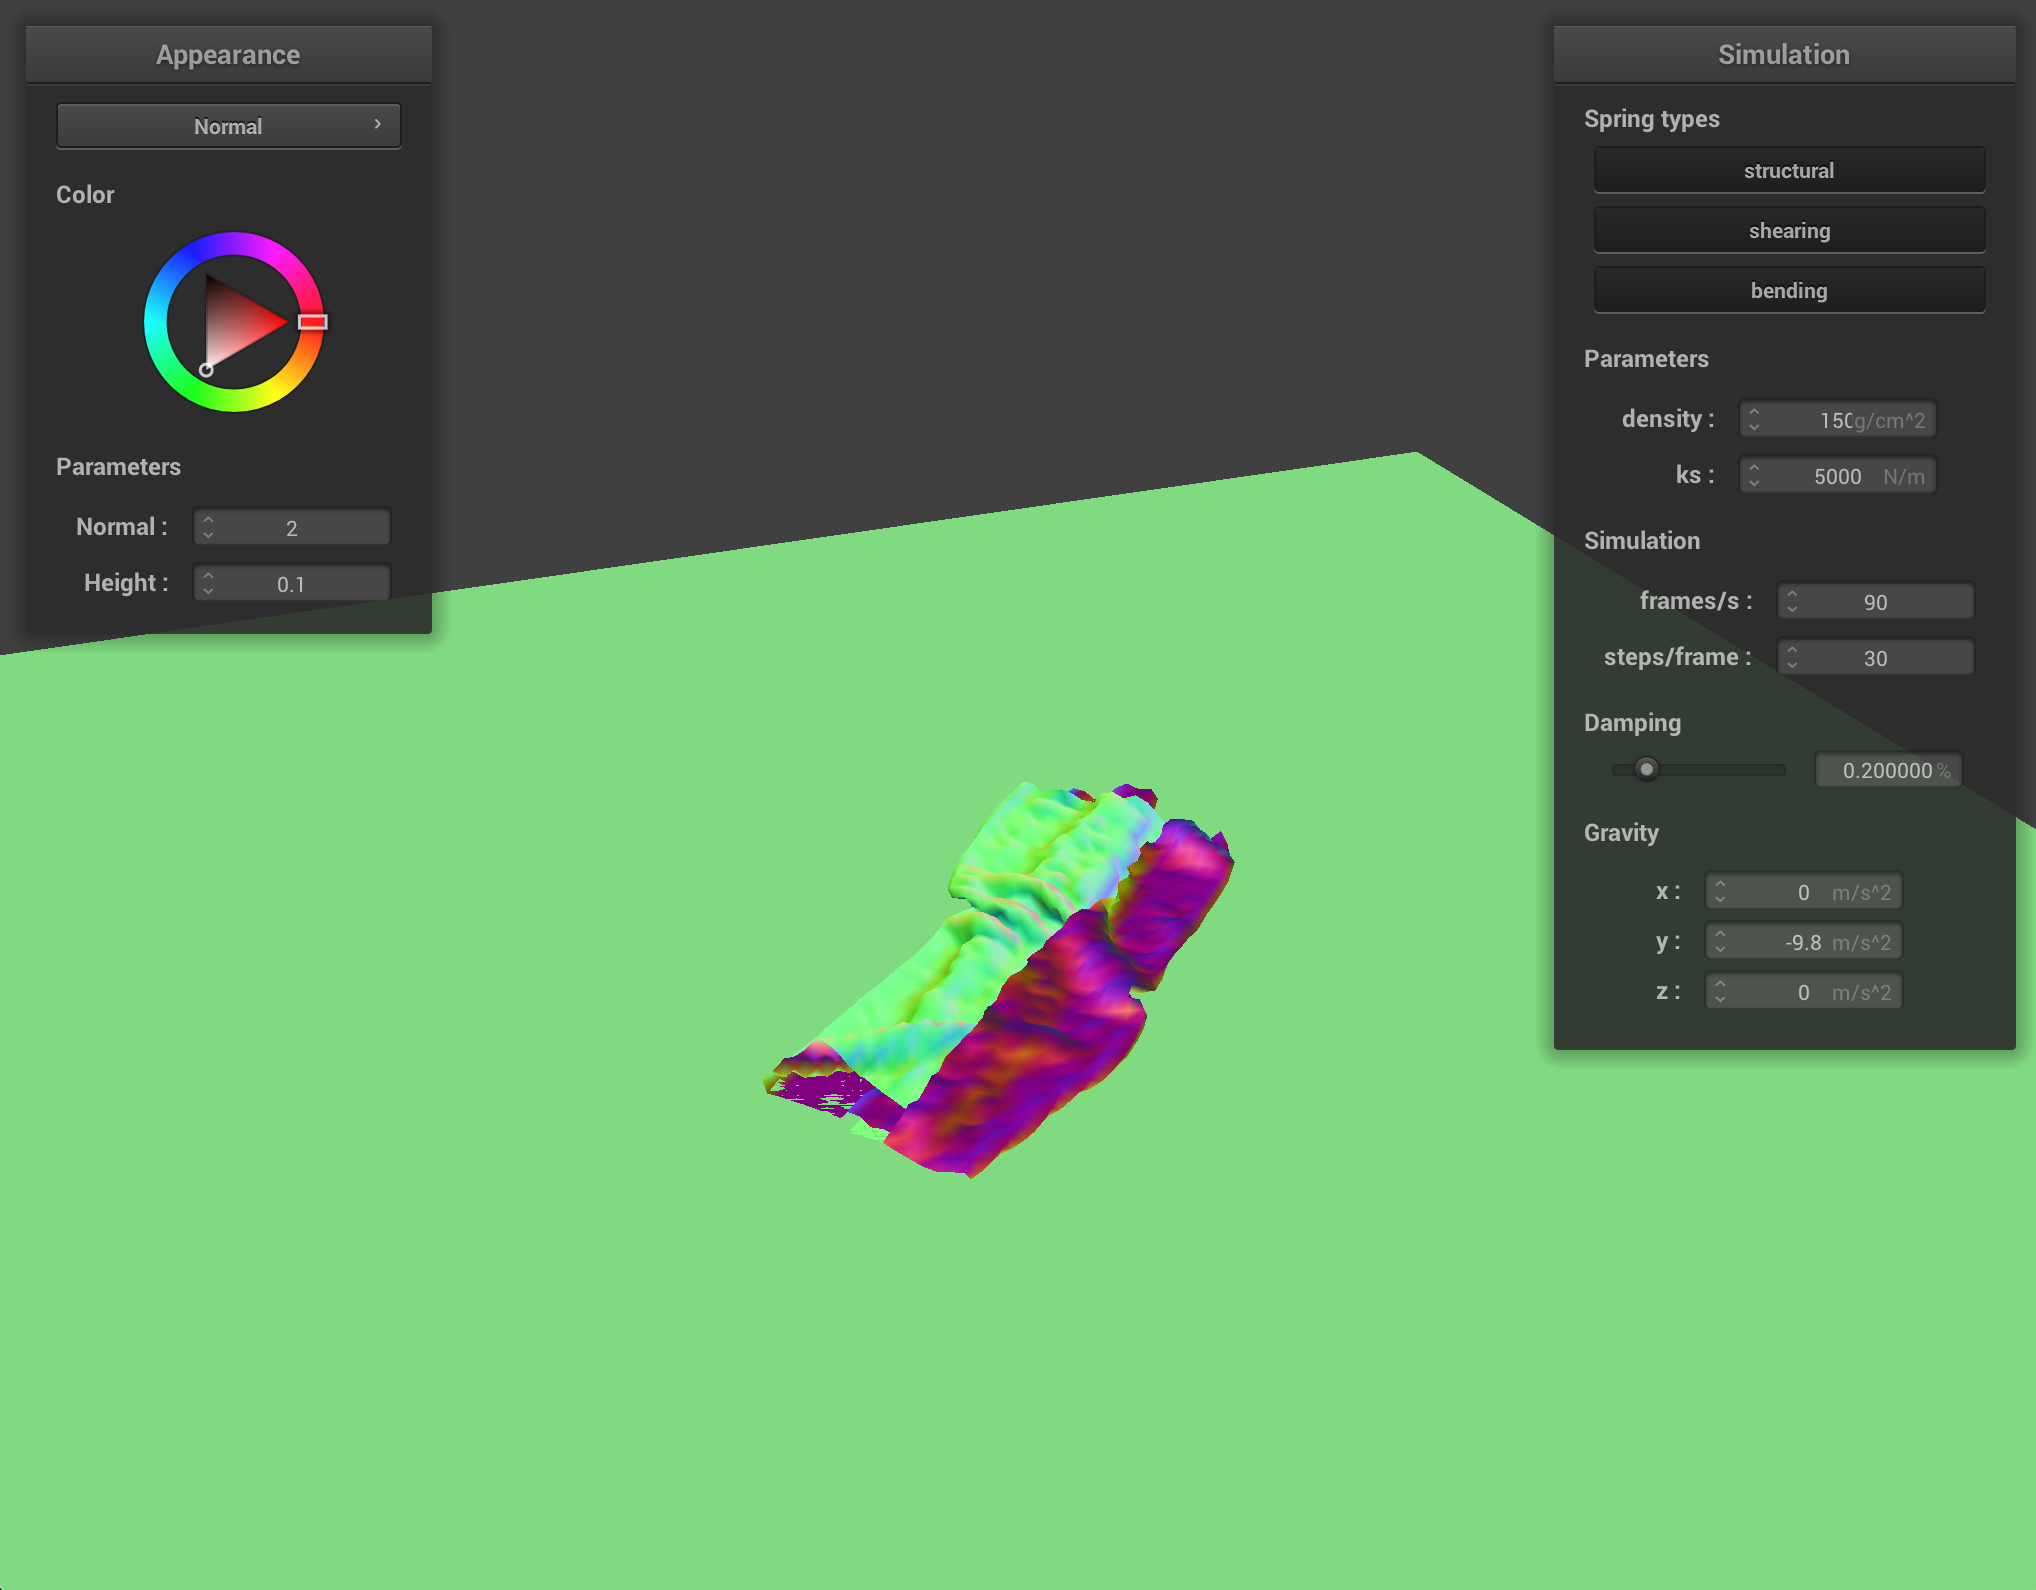 Appearance
Normal
Color
Parameters
Normal : 2
Height : 0.1
Simulation
Spring types
structural
shearing
bending
Parameters
density : 150 g/cm^2
ks : 5000 N/m
Simulation
frames/s : 90
steps/frame : 30
Damping
0.200000 %
Gravity
x : 0 m/s^2
y : -9.8 m/s^2
z : 0 m/s^2